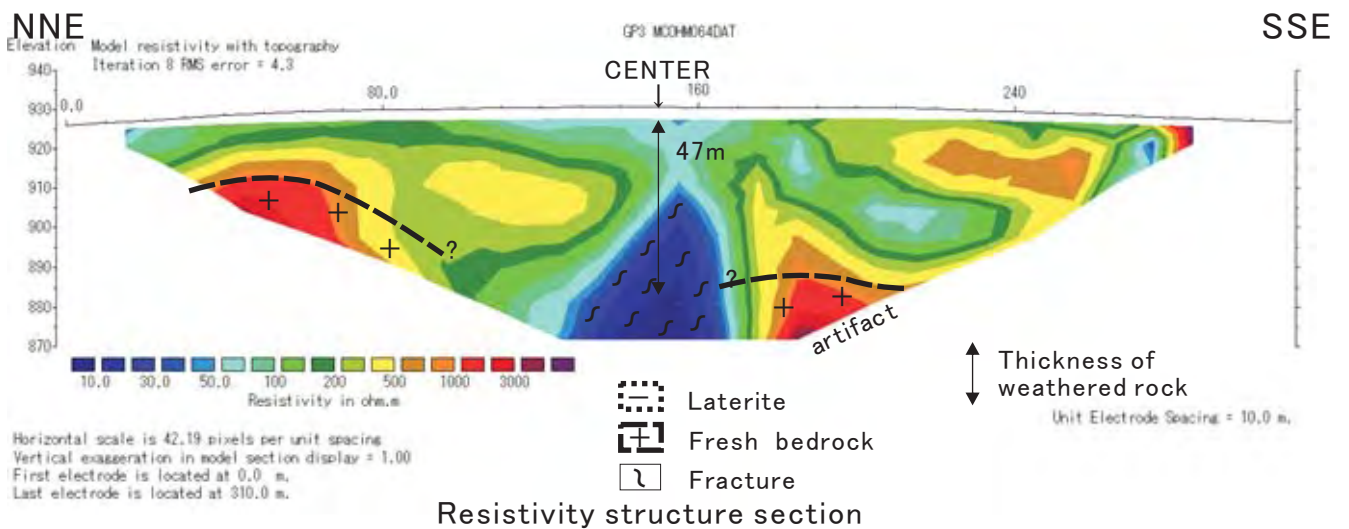 NNE
SSE
GP3 MCOHM064DAT
Elevation Model resistivity with topography
Iteration 8 RMS error = 4.3
CENTER
940
930
920
910
900
890
880
870
0.0 80.0 160 240
47m
?
?
artifact
10.0 30.0 50.0 100 200 500 1000 3000
Resistivity in ohm.m
Thickness of
weathered rock
Laterite
Fresh bedrock
Fracture
Unit Electrode Spacing = 10.0 m.
Horizontal scale is 42.19 pixels per unit spacing
Vertical exaggeration in model section display = 1.00
First electrode is located at 0.0 m.
Last electrode is located at 310.0 m.
Resistivity structure section